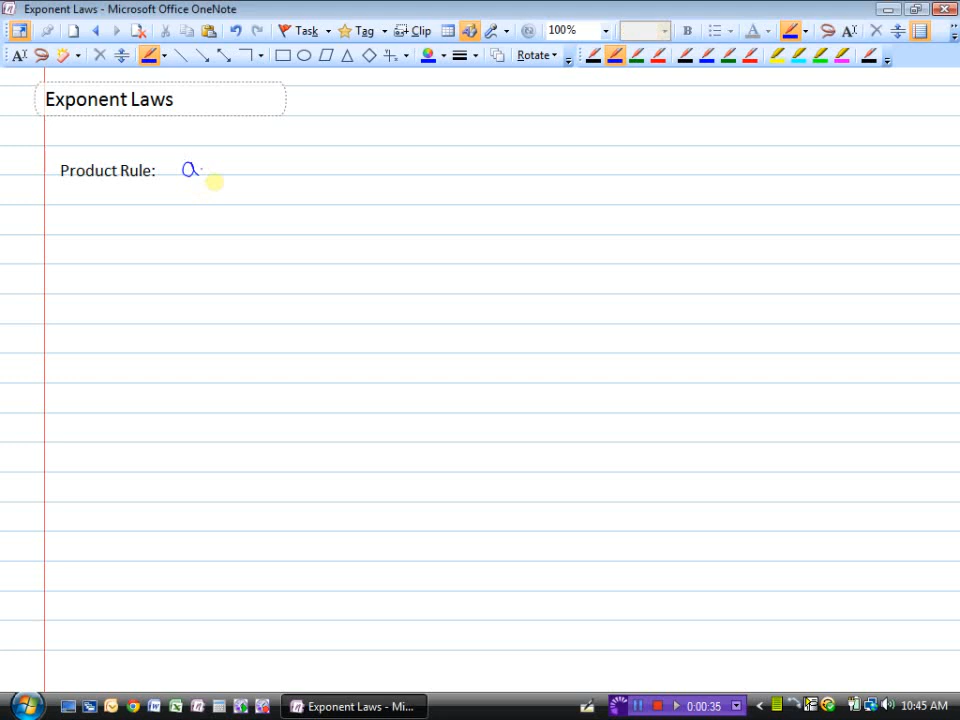 Exponent Laws - Microsoft Office OneNote
Task Tag Clip 100% B A A
A Rotate
Exponent Laws
Product Rule: a
Exponent Laws - Mi... 0:00:35 10:45 AM